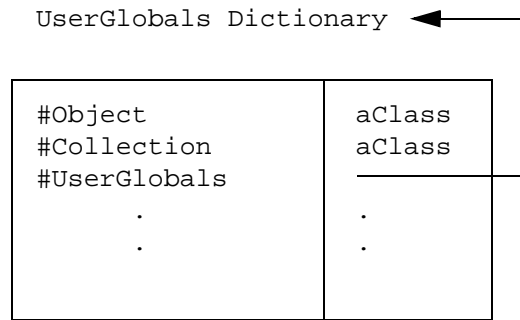 UserGlobals Dictionary
#Object aClass
#Collection aClass
#UserGlobals
. .
. .